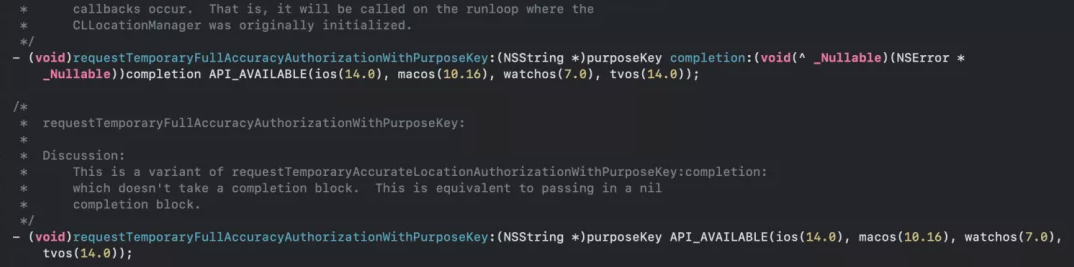 *      callbacks occur.  That is, it will be called on the runloop where the
*      CLLocationManager was originally initialized.
*/
- (void)requestTemporaryFullAccuracyAuthorizationWithPurposeKey:(NSString *)purposeKey completion:(void(^ _Nullable)(NSError *
_Nullable))completion API_AVAILABLE(ios(14.0), macos(10.16), watchos(7.0), tvos(14.0));
/*
*  requestTemporaryFullAccuracyAuthorizationWithPurposeKey:
*
*  Discussion:
*      This is a variant of requestTemporaryAccurateLocationAuthorizationWithPurposeKey:completion:
*      which doesn't take a completion block.  This is equivalent to passing in a nil
*      completion block.
*/
- (void)requestTemporaryFullAccuracyAuthorizationWithPurposeKey:(NSString *)purposeKey API_AVAILABLE(ios(14.0), macos(10.16), watchos(7.0),
tvos(14.0));